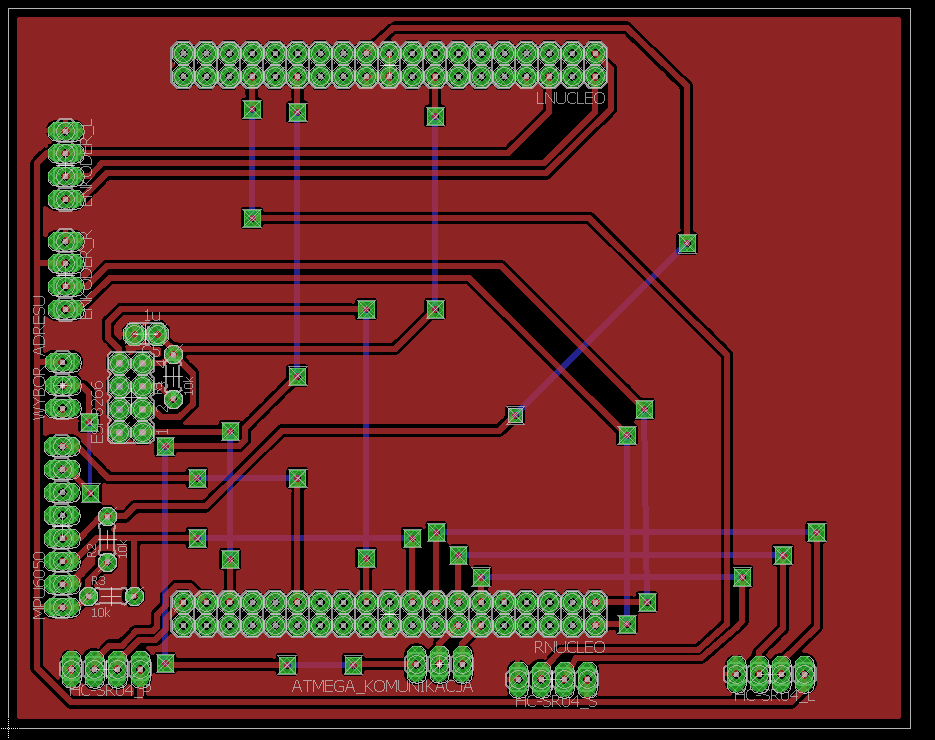 LNUCLEO
ENKODER_L
ENKODER_R
WYBOR_ADRESU
1u
ESP8266
10k
1
R2
10k
MPU6050
R3
10k
RNUCLEO
HC-SR04_P
ATMEGA_KOMUNIKACJA
HC-SR04_S
HC-SR04_L